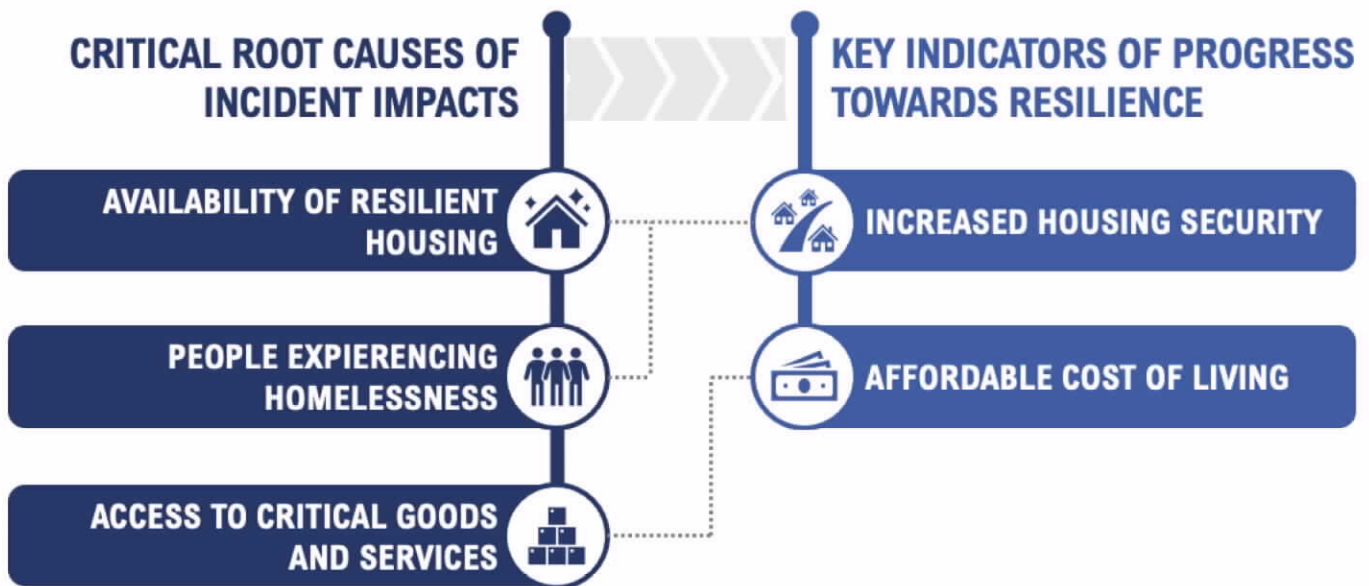 CRITICAL ROOT CAUSES OF
INCIDENT IMPACTS
AVAILABILITY OF RESILIENT
HOUSING
PEOPLE EXPIERENCING
HOMELESSNESS
ACCESS TO CRITICAL GOODS
AND SERVICES
KEY INDICATORS OF PROGRESS
TOWARDS RESILIENCE
INCREASED HOUSING SECURITY
AFFORDABLE COST OF LIVING